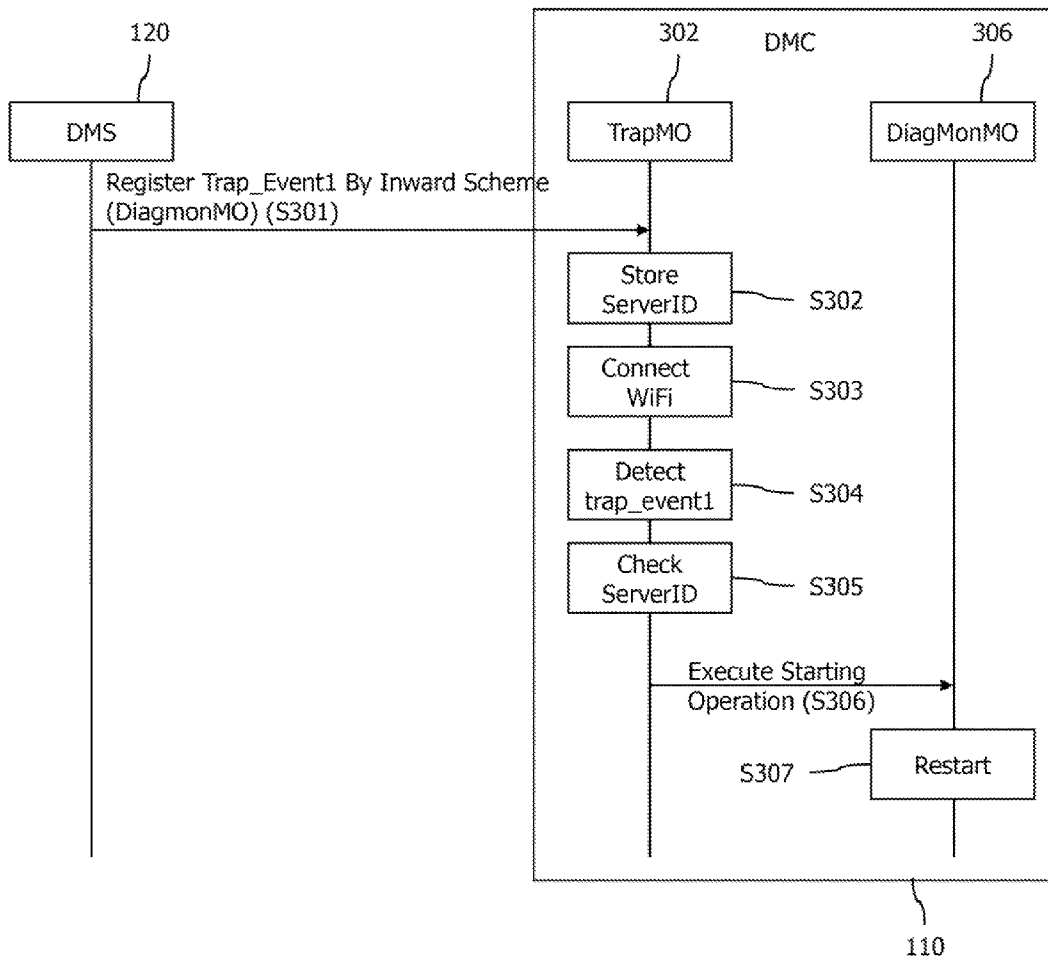 120
302
DMC
306
DMS
TrapMO
DiagMonMO
Register Trap_Event1 By Inward Scheme
(DiagmonMO) (S301)
Store
ServerID
S302
Connect
WiFi
S303
Detect
trap_event1
S304
Check
ServerID
S305
Execute Starting
Operation (S306)
S307
Restart
110